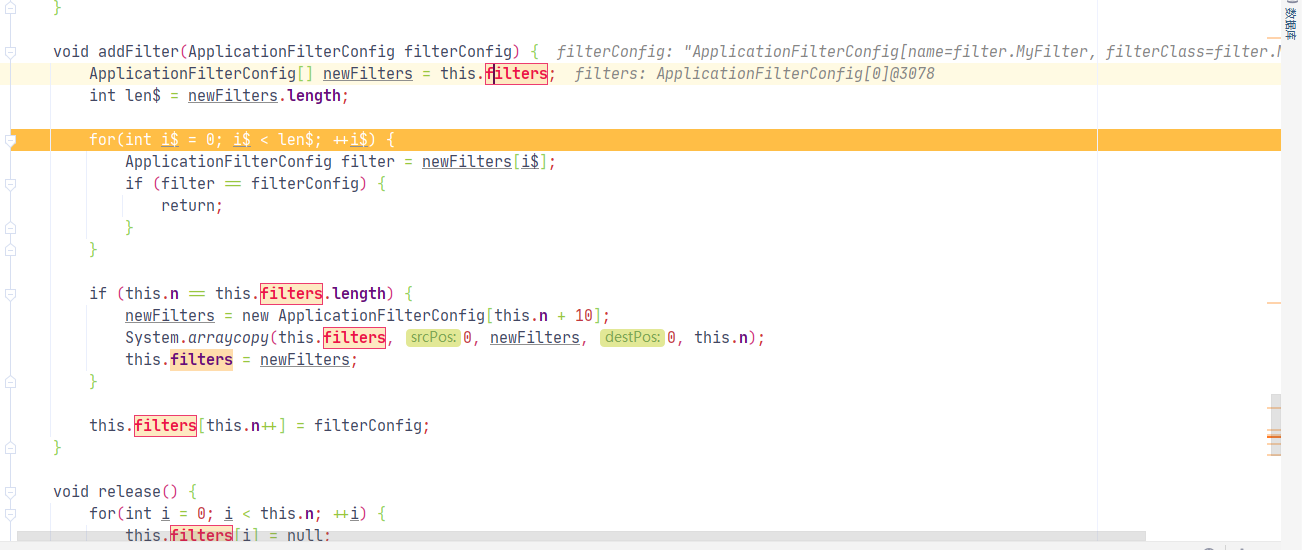 }
数据库
void addFilter(ApplicationFilterConfig filterConfig) { filterConfig: "ApplicationFilterConfig[name=filter.MyFilter, filterClass=filter.M
ApplicationFilterConfig[] newFilters = this.filters; filters: ApplicationFilterConfig[0]@3078
int len$ = newFilters.length;
for(int i$ = 0; i$ < len$; ++i$) {
ApplicationFilterConfig filter = newFilters[i$];
if (filter == filterConfig) {
return;
}
}
if (this.n == this.filters.length) {
newFilters = new ApplicationFilterConfig[this.n + 10];
System.arraycopy(this.filters, srcPos: 0, newFilters, destPos: 0, this.n);
this.filters = newFilters;
}
this.filters[this.n++] = filterConfig;
}
void release() {
for(int i = 0; i < this.n; ++i) {
this.filters[i] = null;